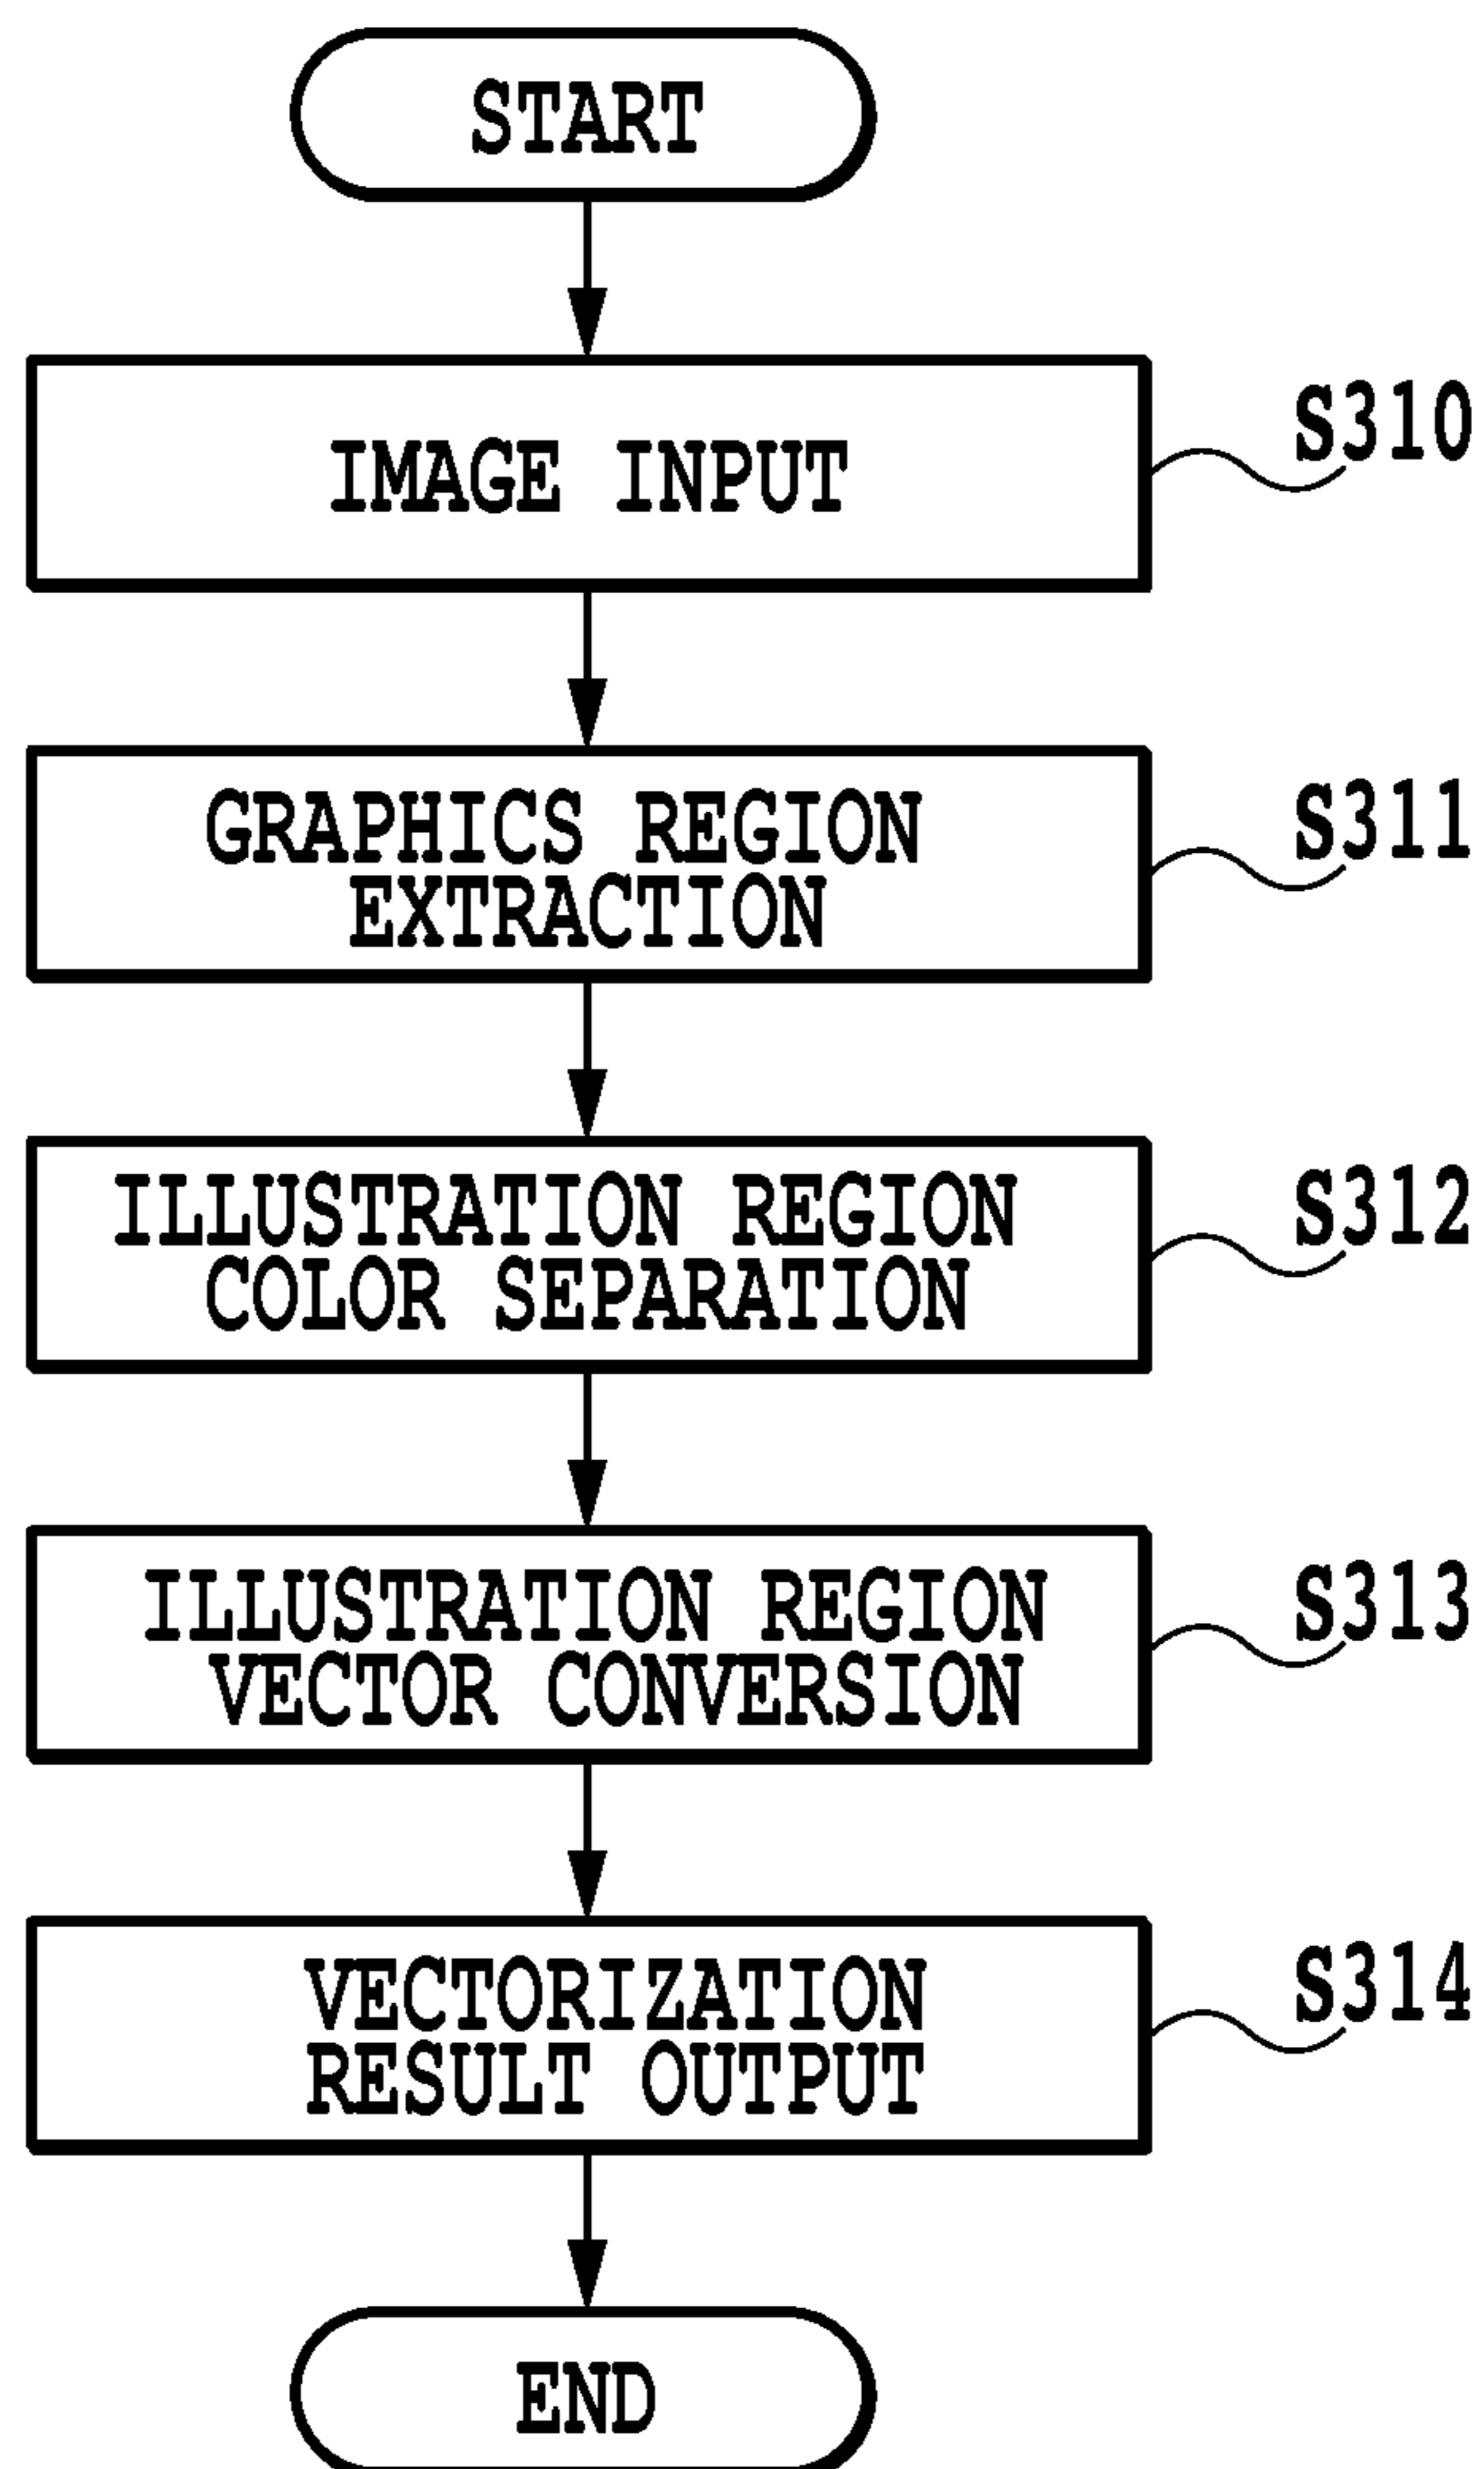 START
IMAGE INPUT
S310
GRAPHICS REGION
EXTRACTION
S311
ILLUSTRATION REGION
COLOR SEPARATION
S312
ILLUSTRATION REGION
VECTOR CONVERSION
S313
VECTORIZATION
RESULT OUTPUT
S314
END